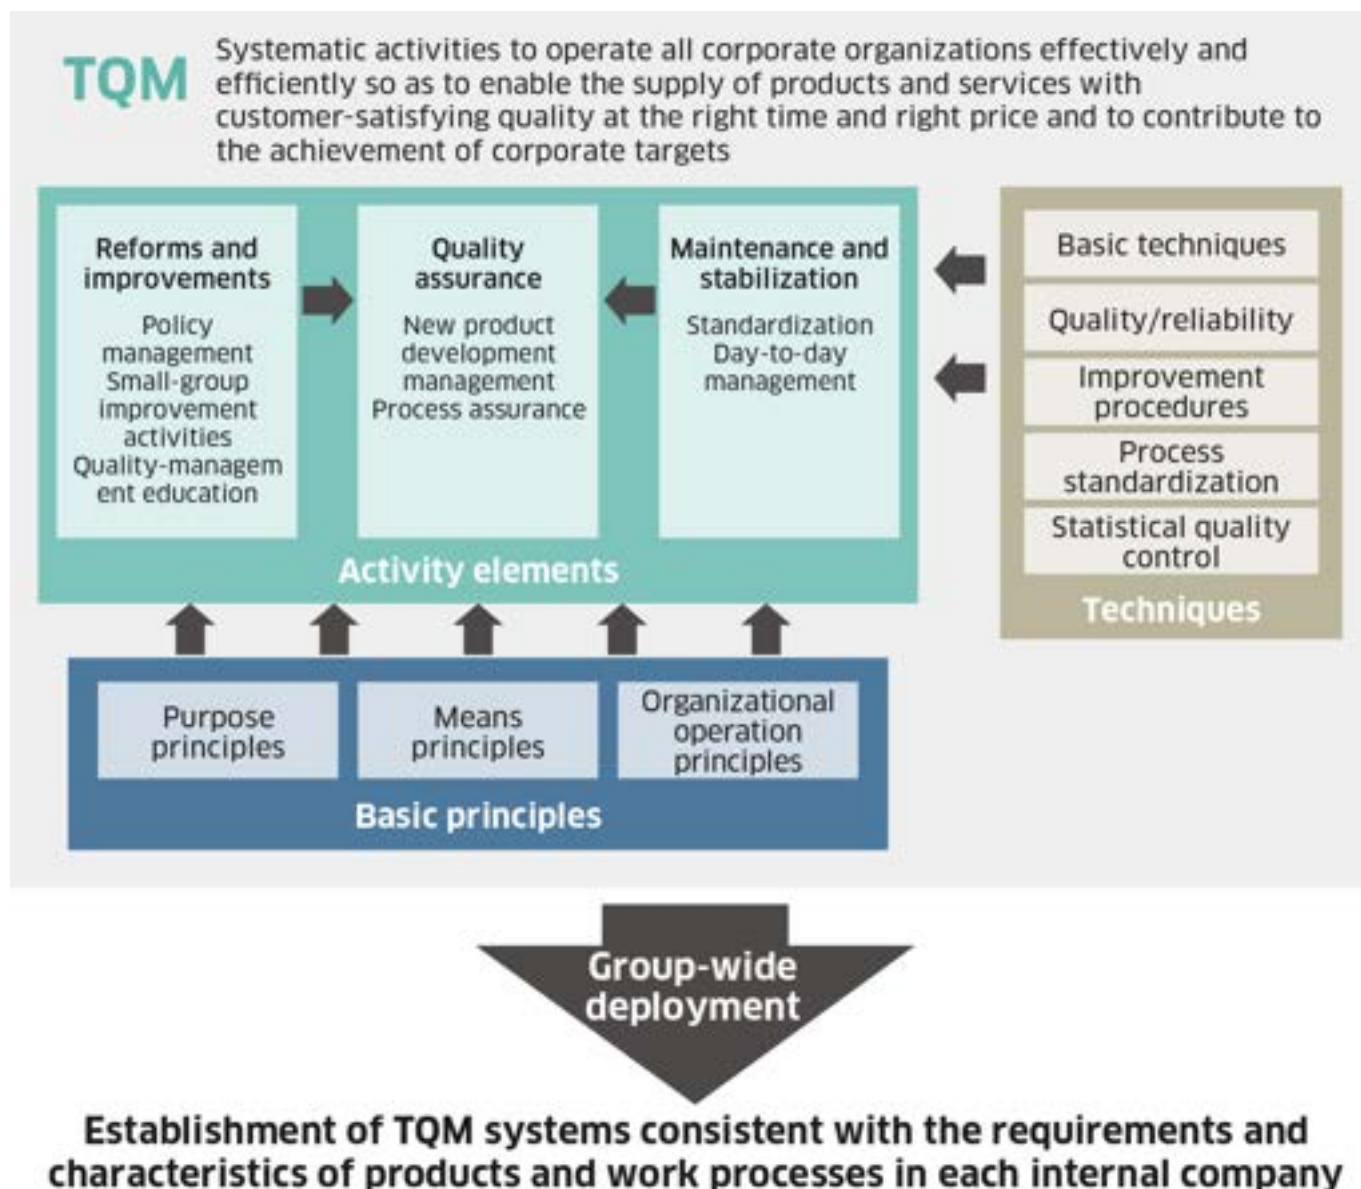 TQM
Systematic activities to operate all corporate organizations effectively and
efficiently so as to enable the supply of products and services with
customer-satisfying quality at the right time and right price and to contribute to
the achievement of corporate targets
Reforms and
improvements
Policy
management
Small-group
improvement
activities
Quality-managem
ent education
Quality
assurance
New product
development
management
Process assurance
Maintenance and
stabilization
Standardization
Day-to-day
management
Activity elements
Basic techniques
Quality/reliability
Improvement
procedures
Process
standardization
Statistical quality
control
Techniques
Purpose
principles
Means
principles
Organizational
operation
principles
Basic principles
Group-wide
deployment
Establishment of TQM systems consistent with the requirements and
characteristics of products and work processes in each internal company